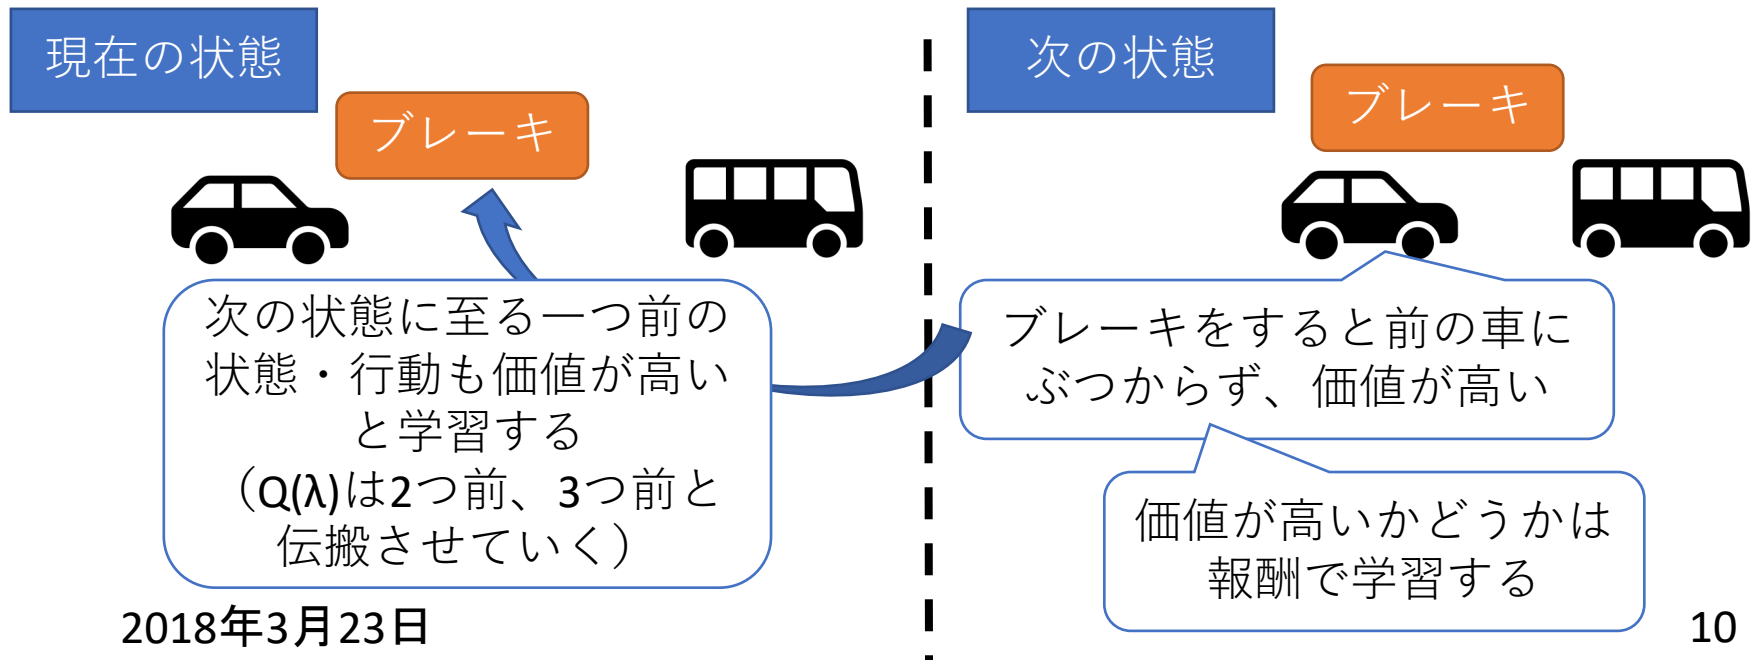 現在の状態
ブレーキ
次の状態に至る一つ前の
状態・行動も価値が高い
と学習する
（Q(λ)は2つ前、3つ前と
伝搬させていく）
次の状態
ブレーキ
ブレーキをすると前の車に
ぶつからず、価値が高い
価値が高いかどうかは
報酬で学習する
2018年3月23日
10